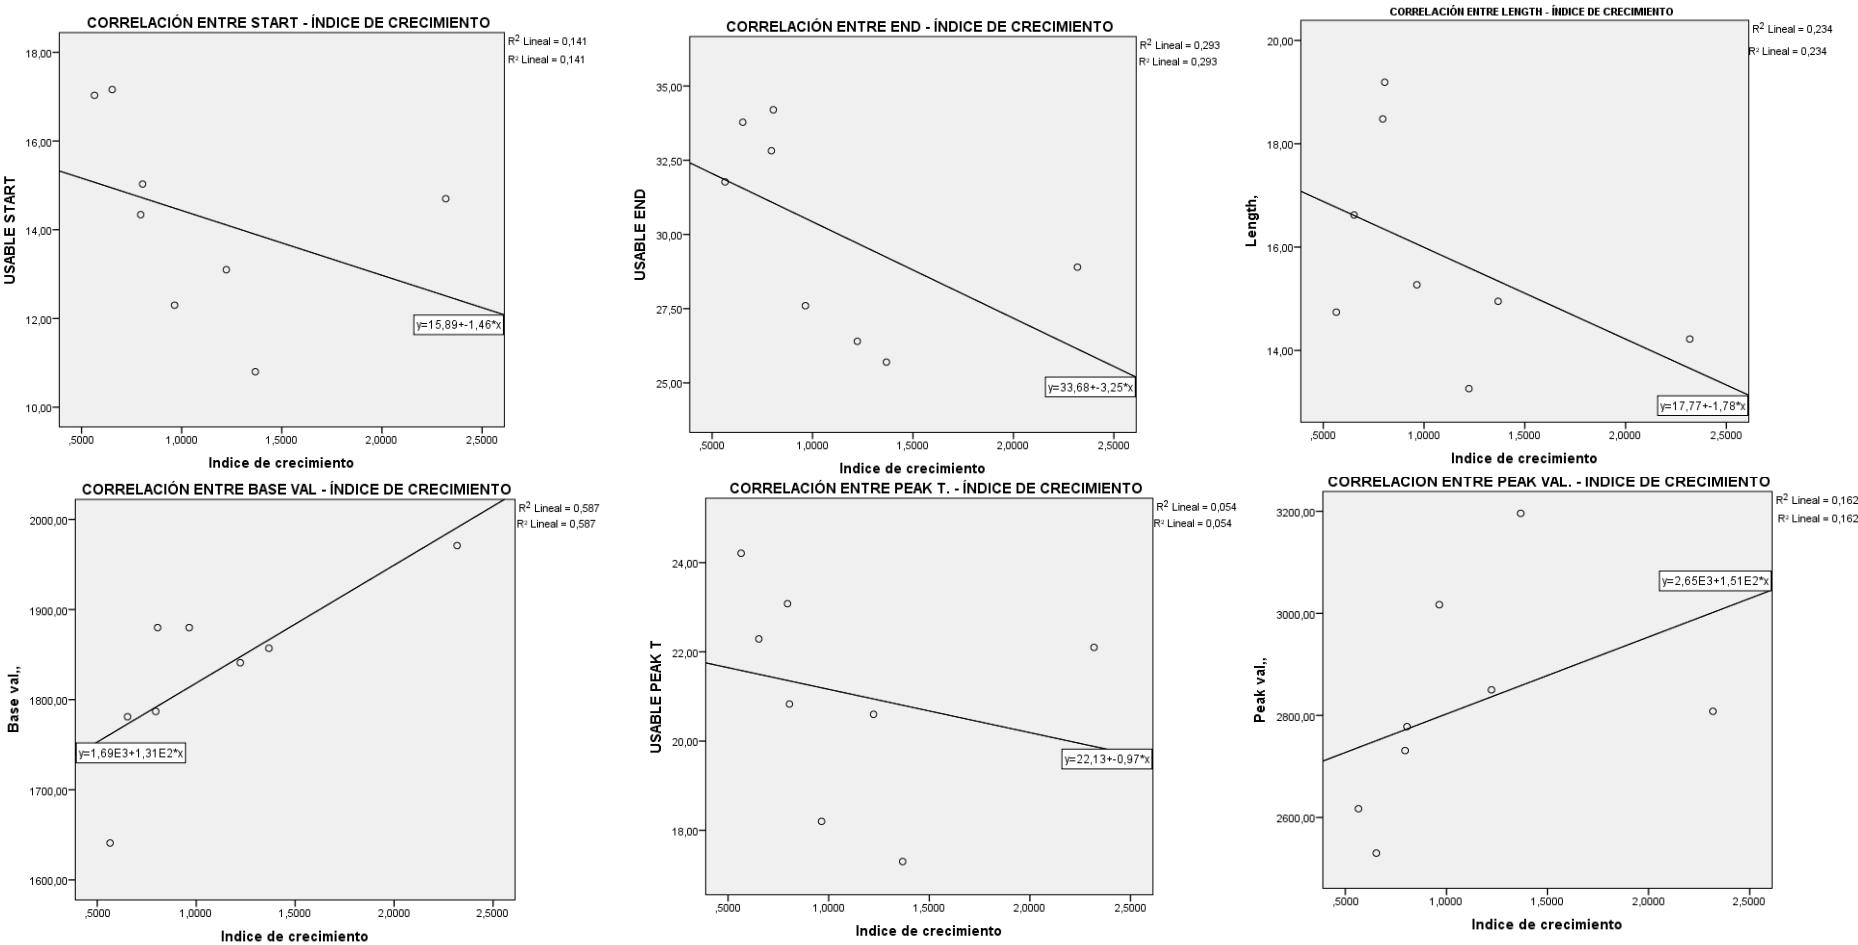 CORRELACIÓN ENTRE START - ÍNDICE DE CRECIMIENTO
R2 Lineal = 0,141
R² Lineal = 0,141
18,00
16,00
14,00
12,00
10,00
USABLE START
y=15,89+-1,46*x
,5000 1,0000 1,5000 2,0000 2,5000
Indice de crecimiento
CORRELACIÓN ENTRE END - ÍNDICE DE CRECIMIENTO
R2 Lineal = 0,293
R² Lineal = 0,293
35,00
32,50
30,00
27,50
25,00
USABLE END
y=33,68+-3,25*x
,5000 1,0000 1,5000 2,0000 2,5000
Indice de crecimiento
CORRELACIÓN ENTRE LENGTH - ÍNDICE DE CRECIMIENTO
R2 Lineal = 0,234
R² Lineal = 0,234
20,00
18,00
16,00
14,00
Length,
y=17,77+-1,78*x
,5000 1,0000 1,5000 2,0000 2,5000
Indice de crecimiento
CORRELACIÓN ENTRE BASE VAL - ÍNDICE DE CRECIMIENTO
R2 Lineal = 0,587
R² Lineal = 0,587
2000,00
1900,00
1800,00
1700,00
1600,00
Base val,,
y=1,69E3+1,31E2*x
,5000 1,0000 1,5000 2,0000 2,5000
Indice de crecimiento
CORRELACIÓN ENTRE PEAK T. - ÍNDICE DE CRECIMIENTO
R2 Lineal = 0,054
R² Lineal = 0,054
24,00
22,00
20,00
18,00
USABLE PEAK T
y=22,13+-0,97*x
,5000 1,0000 1,5000 2,0000 2,5000
Indice de crecimiento
CORRELACIÓN ENTRE PEAK VAL. - ÍNDICE DE CRECIMIENTO
R2 Lineal = 0,162
R² Lineal = 0,162
3200,00
3000,00
2800,00
2600,00
Peak val,,
y=2,65E3+1,51E2*x
,5000 1,0000 1,5000 2,0000 2,5000
Indice de crecimiento